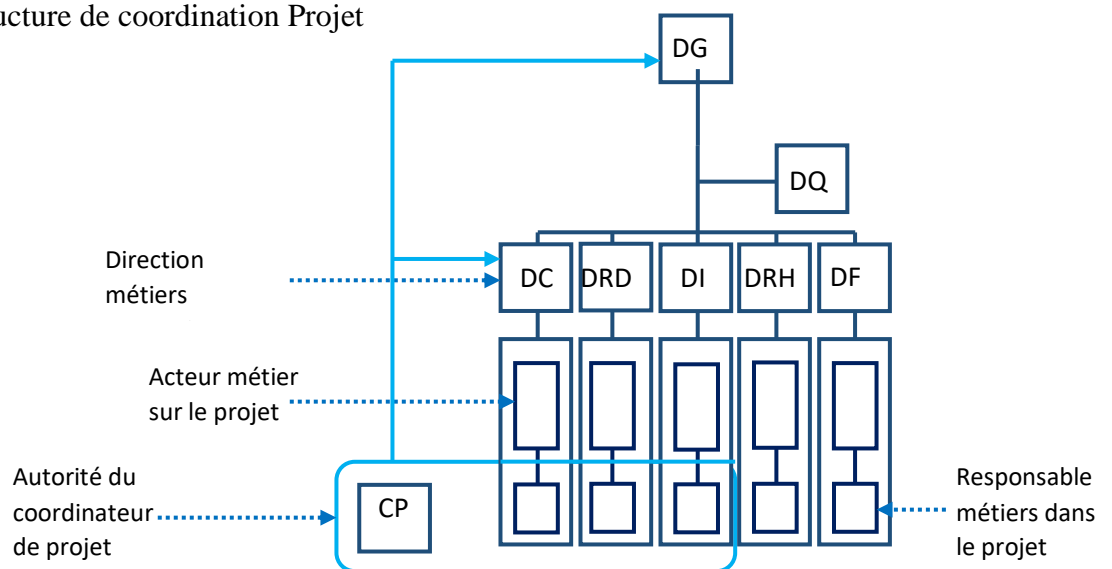 ucture de coordination Projet
DG
DQ
Direction
métiers
DC
DRD
DI
DRH
DF
Acteur métier
sur le projet
Autorité du
coordinateur
de projet
CP
Responsable
métiers dans
le projet